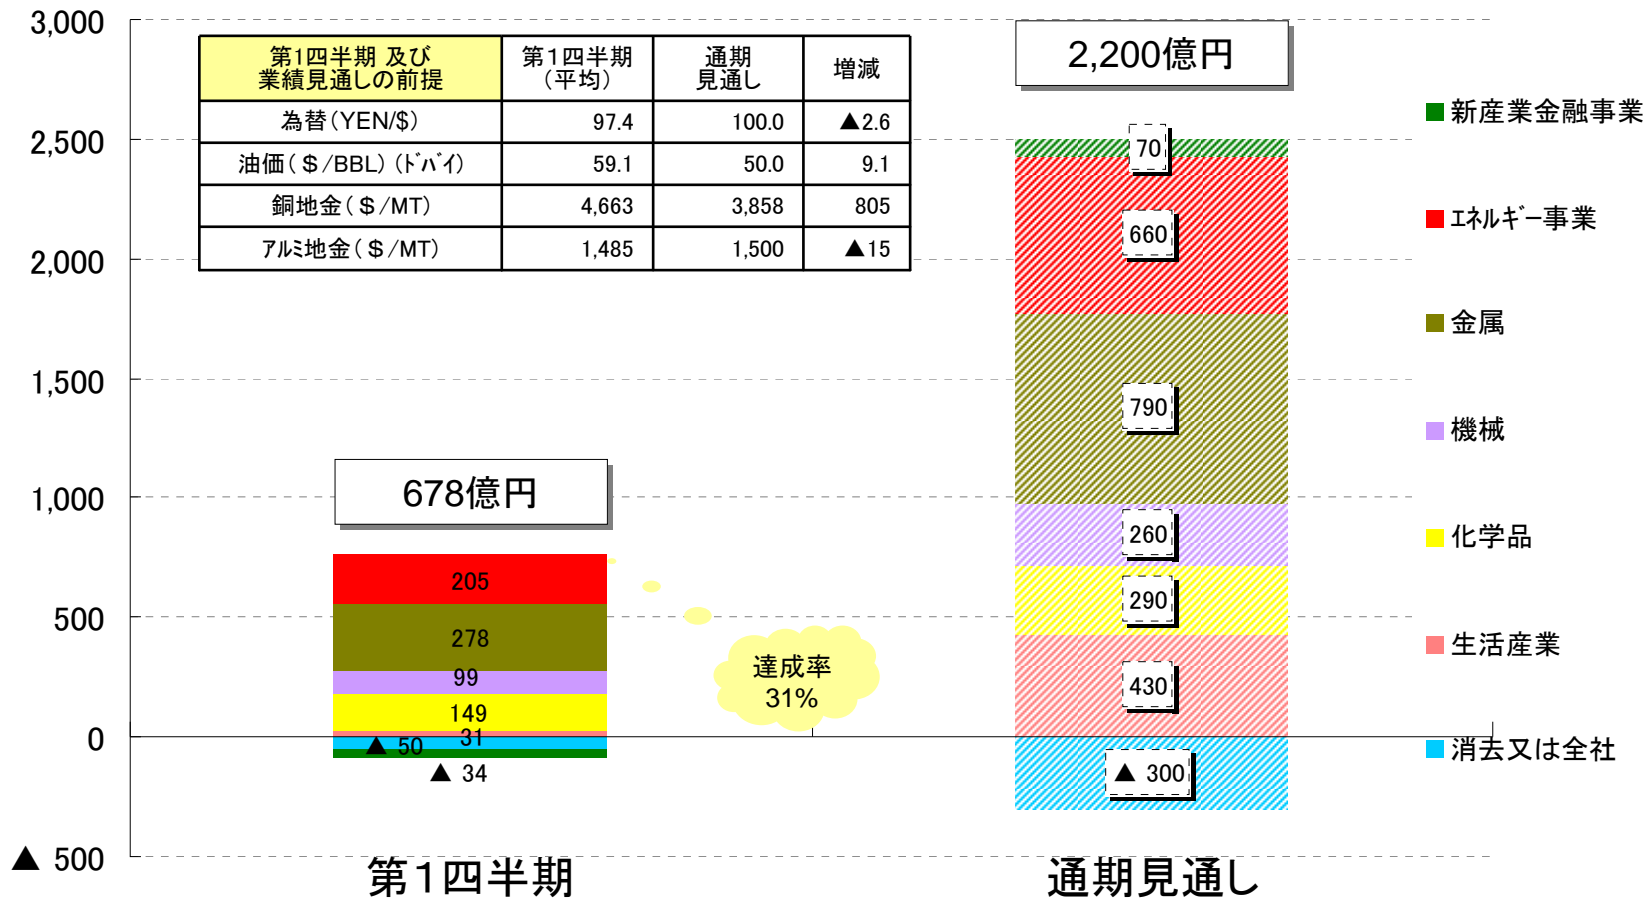 3,000
2,500
2,000
1,500
1,000
500
0
▲ 500
第1四半期 及び
業績見通しの前提
第1四半期
(平均)
通期
見通し
増減
為替(YEN/$) 97.4 100.0 ▲2.6
油価($/BBL)(ﾄﾞﾊﾞｲ) 59.1 50.0 9.1
銅地金($/MT) 4,663 3,858 805
ｱﾙﾐ地金($/MT) 1,485 1,500 ▲15
678億円
205
278
99
149
31
▲ 50
▲ 34
達成率
31%
2,200億円
70
660
790
260
290
430
▲ 300
第1四半期
通期見通し
新産業金融事業
ｴﾈﾙｷﾞｰ事業
金属
機械
化学品
生活産業
消去又は全社